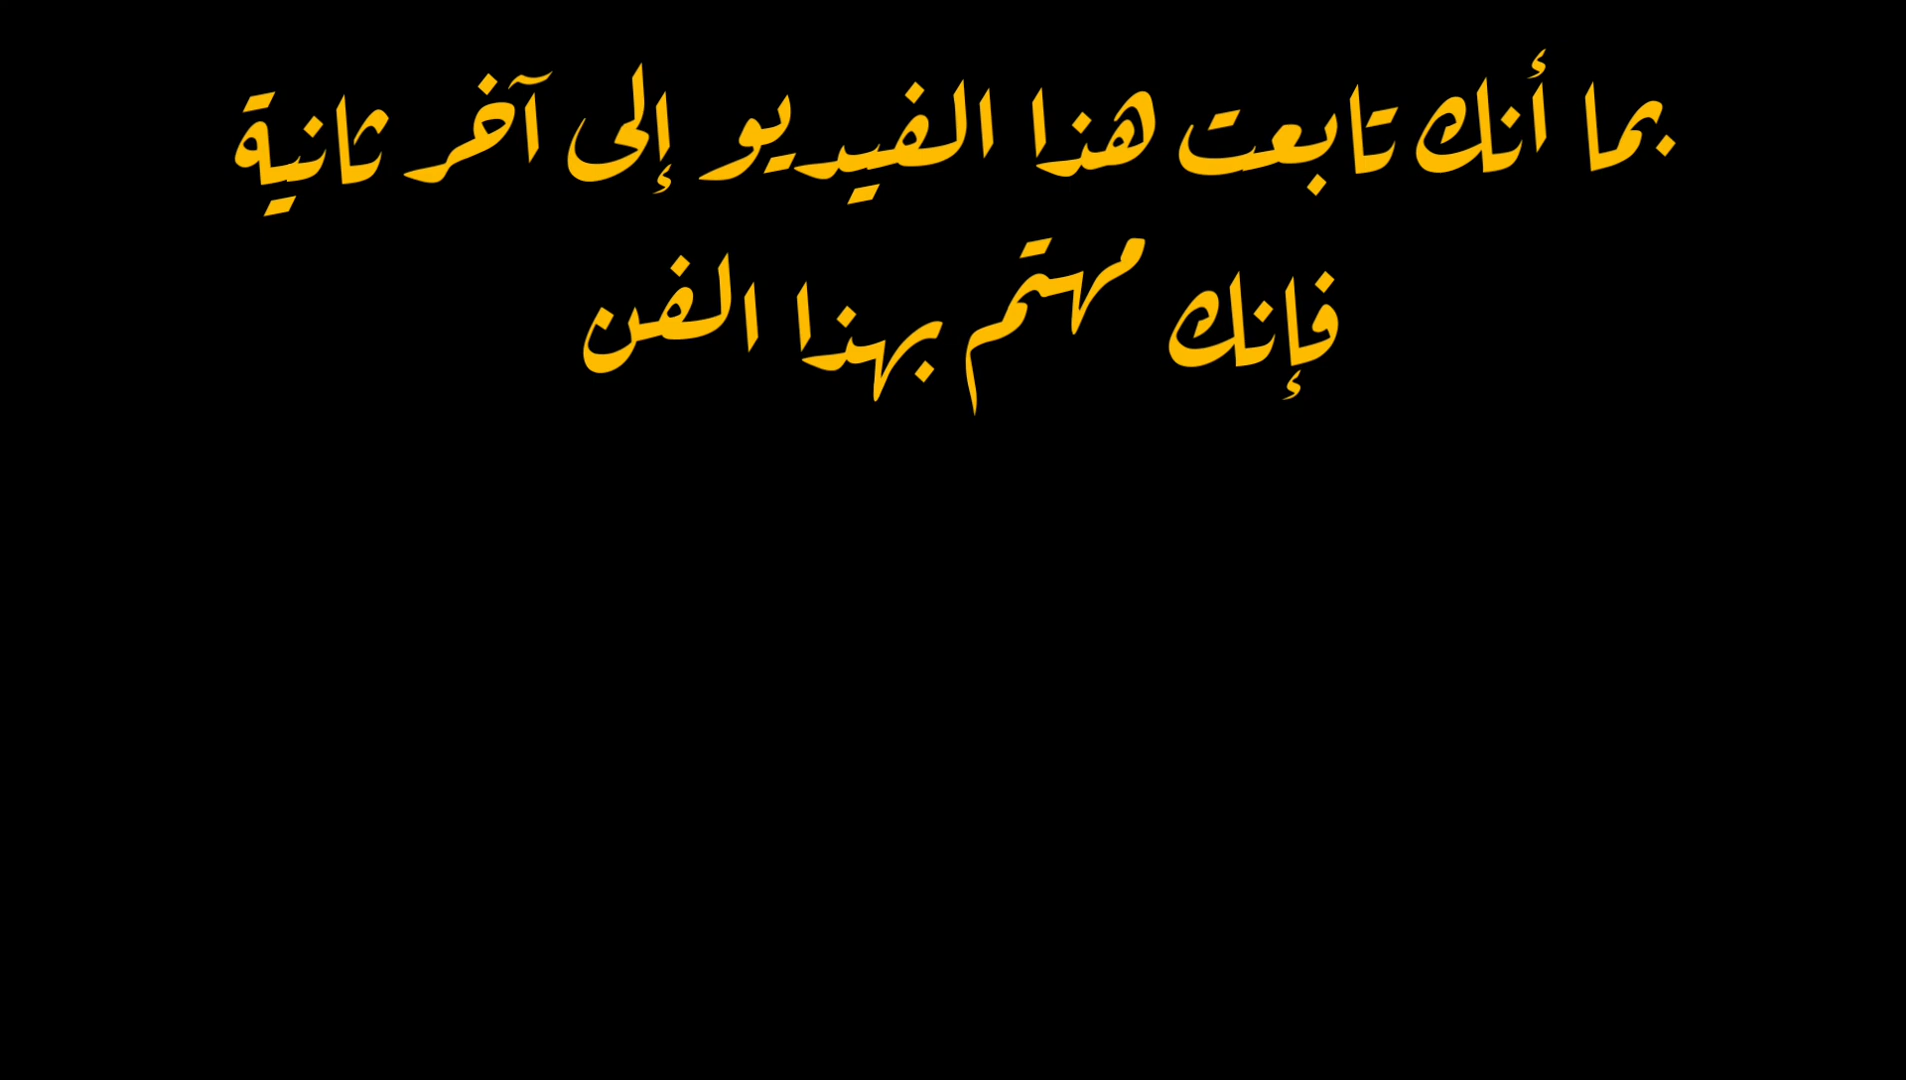 بما أنك تابعت هذا الفيديو إلى آخر ثانية
فإنك مهتم بهذا الفن